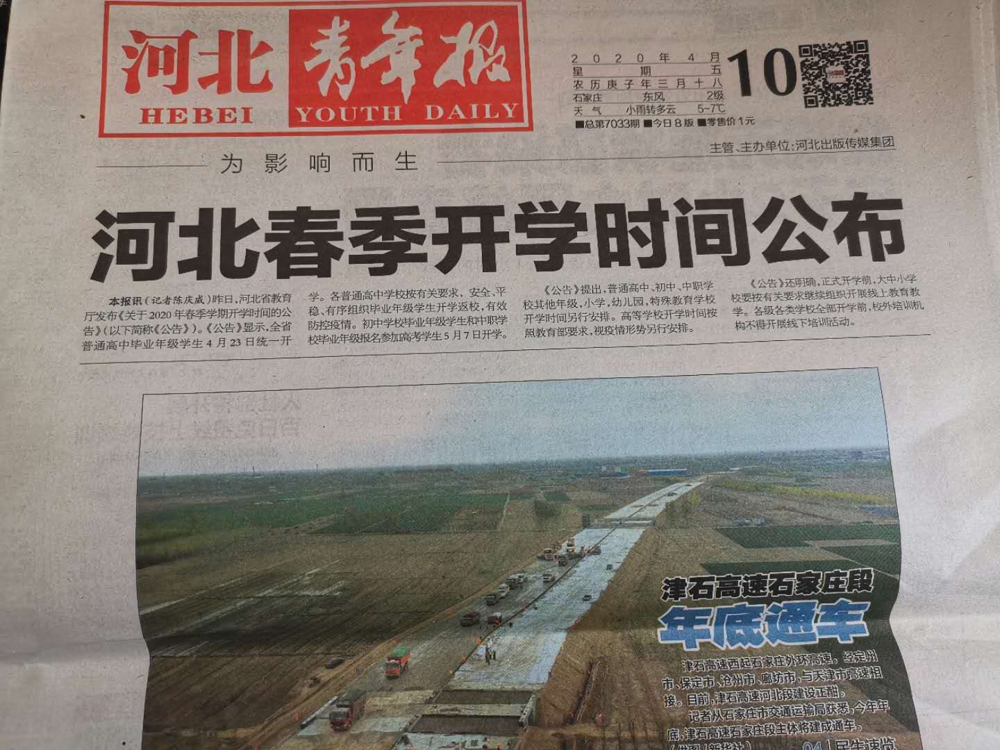 河北 青年报
HEBEI YOUTH DAILY
2020年4月
星期五
10
农历庚子年三月十八
石家庄 东风 2级
天气 小雨转多云 5~7℃
■总第7033期 ■今日8版 ■零售价1元
为影响而生
主管、主办单位:河北出版传媒集团
河北春季开学时间公布
本报讯(记者陈庆威)昨日,河北省教育
厅发布《关于2020年春季学期开学时间的公
告》(以下简称《公告》)。《公告》显示,全省
普通高中毕业年级学生4月23日统一开
学。各普通高中学校按有关要求,安全、平
稳、有序组织毕业年级学生开学返校,有效
防控疫情。初中学校毕业年级学生和中职学
校毕业年级报名参加高考学生5月7日开学。
《公告》提出,普通高中、初中、中职学
校其他年级,小学,幼儿园,特殊教育学校
开学时间另行安排。高等学校开学时间按
照教育部要求,视疫情形势另行安排。
《公告》还明确,正式开学前,大中小学
校要按有关要求继续组织开展线上教育教
学。各级各类学校全部开学前,校外培训机
构不得开展线下培训活动。
津石高速石家庄段
年底通车
津石高速西起石家庄外环高速,经定州
市、保定市、沧州市、廊坊市,与天津市高速相
接。目前,津石高速河北段建设正酣。
记者从石家庄市交通运输局获悉,今年年
底,津石高速石家庄段主体将建成通车。
(供图/新华社)
04 | 民生速览